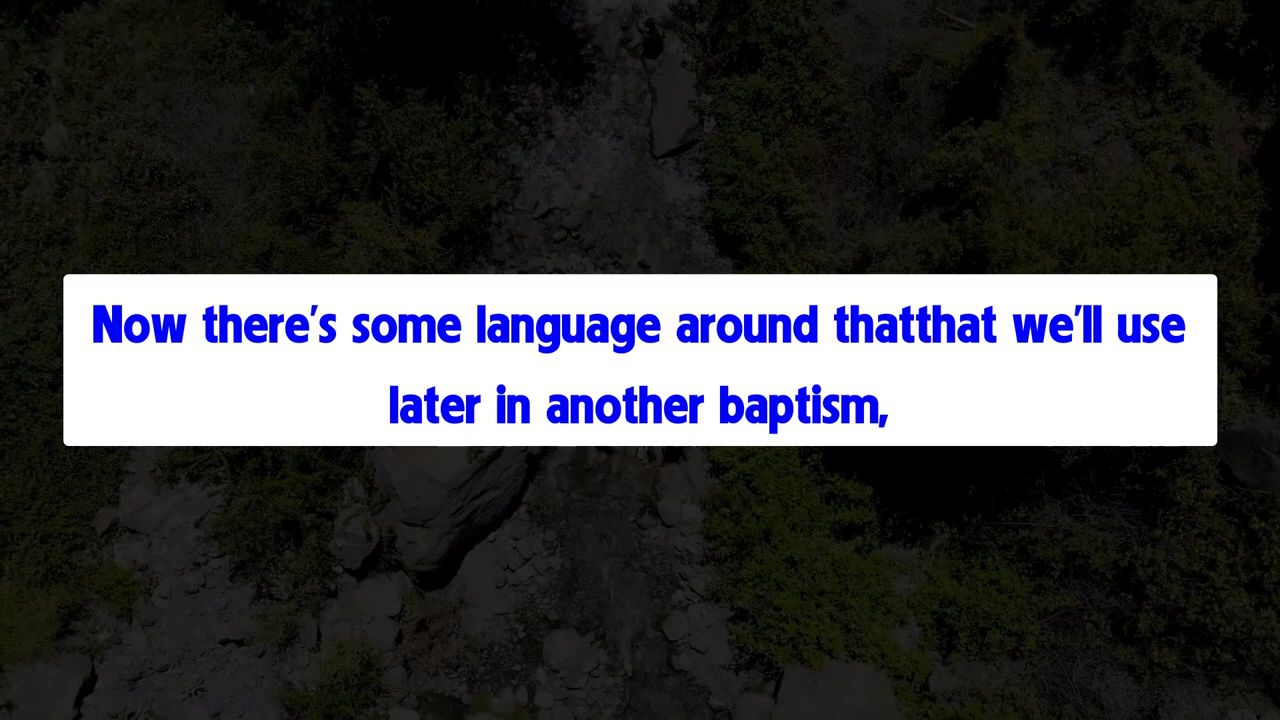 Now there's some language around thatthat we'll use
later in another baptism,